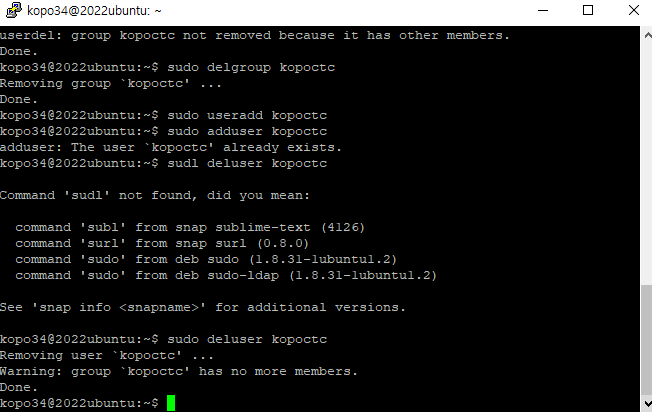 kopo34@2022ubuntu: ~
userdel: group kopoctc not removed because it has other members.
Done.
kopo34@2022ubuntu:~$ sudo delgroup kopoctc
Removing group `kopoctc' ...
Done.
kopo34@2022ubuntu:~$ sudo useradd kopoctc
kopo34@2022ubuntu:~$ sudo adduser kopoctc
adduser: The user `kopoctc' already exists.
kopo34@2022ubuntu:~$ sudl deluser kopoctc

Command 'sudl' not found, did you mean:

  command 'subl' from snap sublime-text (4126)
  command 'surl' from snap surl (0.8.0)
  command 'sudo' from deb sudo (1.8.31-1ubuntu1.2)
  command 'sudo' from deb sudo-ldap (1.8.31-1ubuntu1.2)

See 'snap info <snapname>' for additional versions.

kopo34@2022ubuntu:~$ sudo deluser kopoctc
Removing user `kopoctc' ...
Warning: group `kopoctc' has no more members.
Done.
kopo34@2022ubuntu:~$